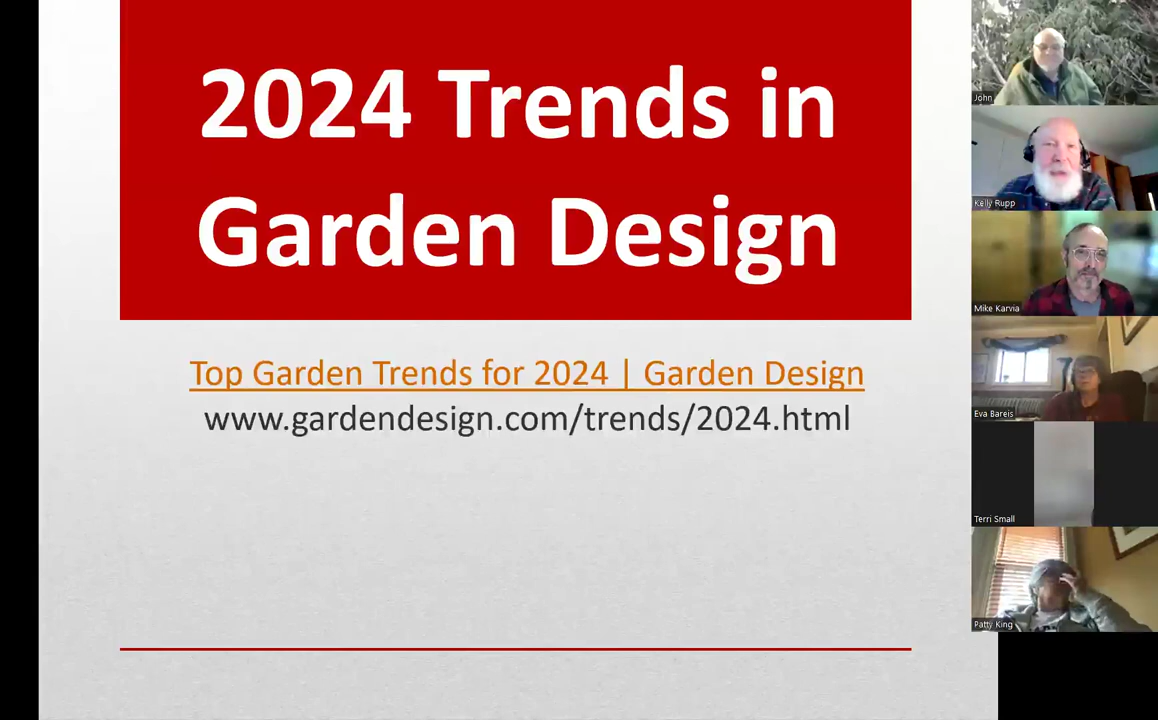 2024 Trends in
Garden Design
Top Garden Trends for 2024 | Garden Design
www.gardendesign.com/trends/2024.html
John
Kelly Rupp
Mike Karvia
Eva Bareis
Terri Small
Patty King